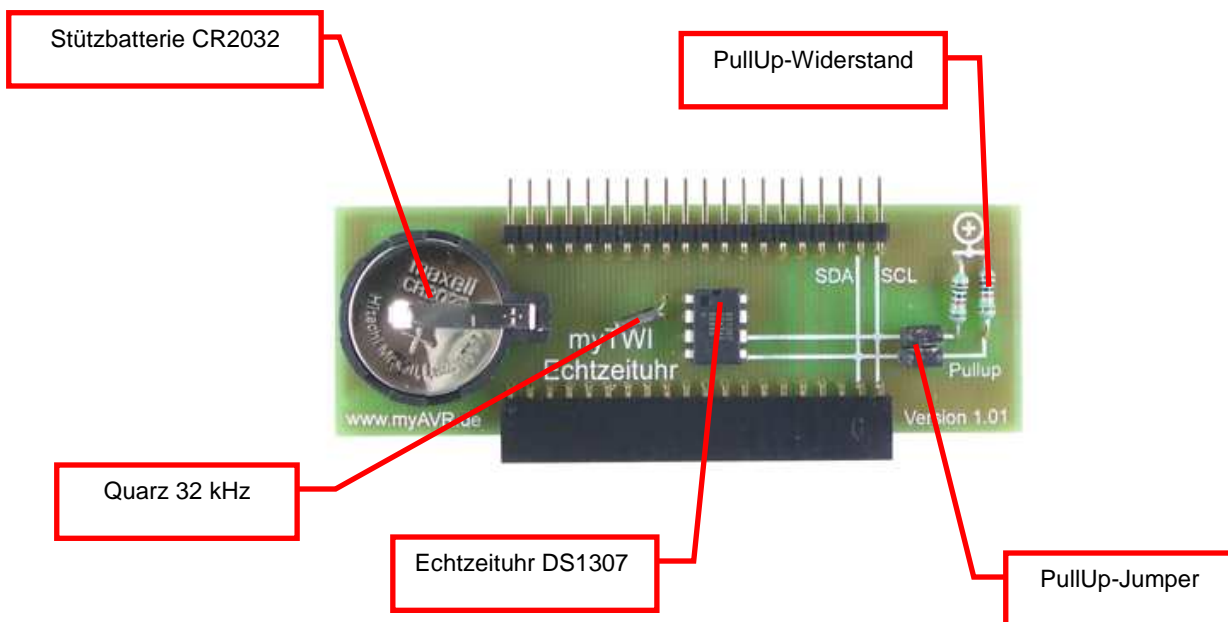 Stützbatterie CR2032
PullUp-Widerstand
maxell
SDA
SCL
myTWI
Echtzeituhr
Pullup
www.myAVR.de
Version 1.01
Quarz 32 kHz
Echtzeituhr DS1307
PullUp-Jumper